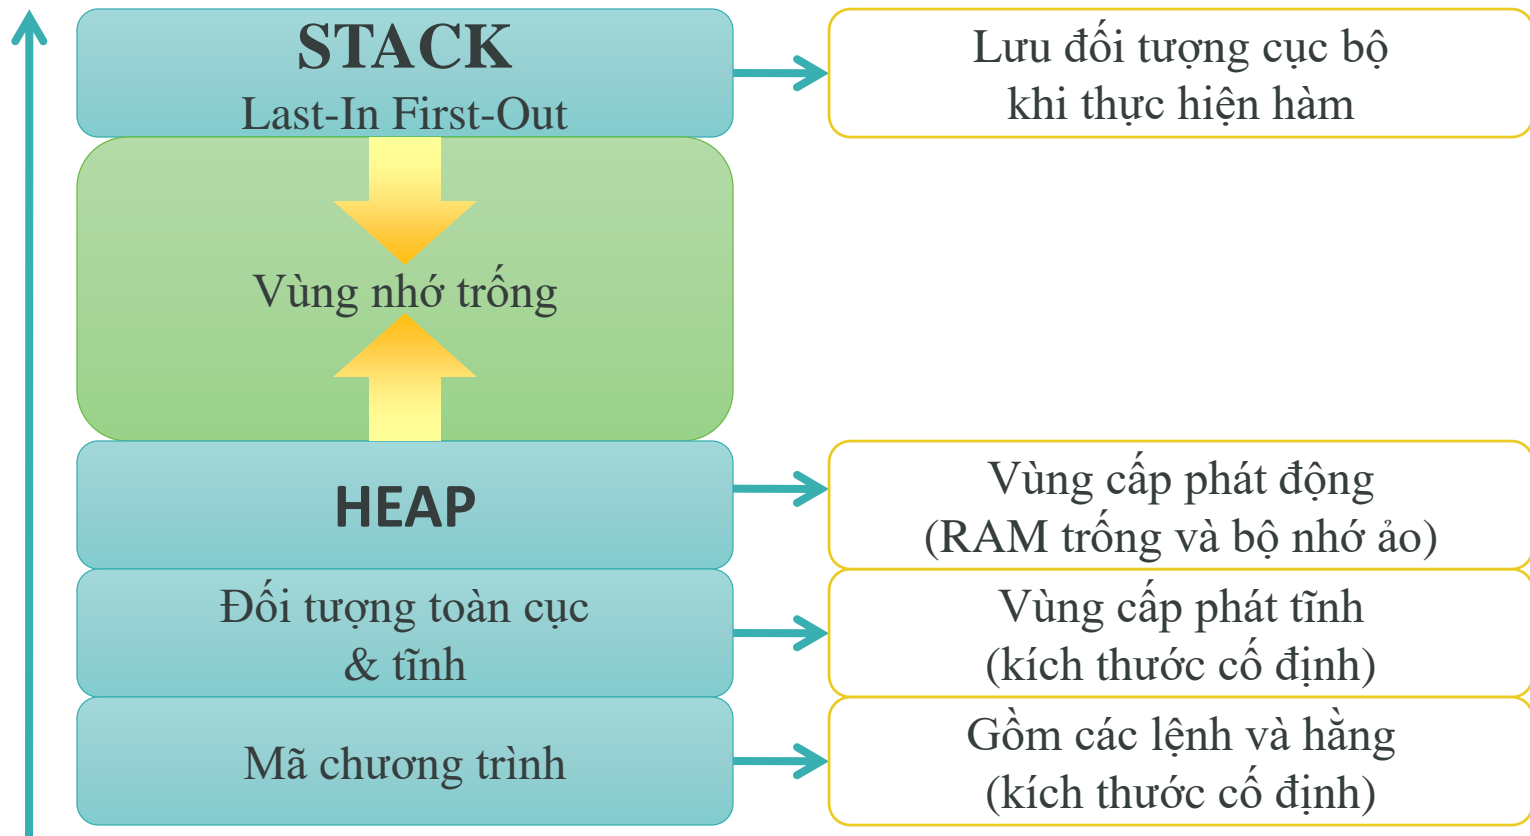 STACK
Last-In First-Out
Lưu đối tượng cục bộ
khi thực hiện hàm
Vùng nhớ trống
HEAP
Vùng cấp phát động
(RAM trống và bộ nhớ ảo)
Đối tượng toàn cục
& tĩnh
Vùng cấp phát tĩnh
(kích thước cố định)
Mã chương trình
Gồm các lệnh và hằng
(kích thước cố định)